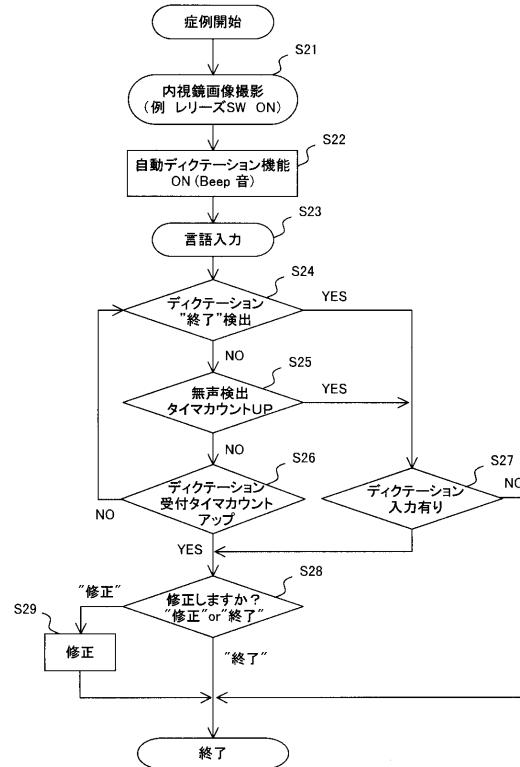 症例開始
S21
内視鏡画像撮影
(例 レリーズSW ON)
S22
自動ディクテーション機能
ON (Beep 音)
S23
言語入力
S24
ディクテーション
"終了"検出
YES
NO
S25
無声検出
タイマカウントUP
YES
NO
S26
ディクテーション
受付タイマカウント
アップ
NO
YES
S27
ディクテーション
入力有り
NO
S28
修正しますか?
"修正"or"終了"
"修正"
S29
修正
"終了"
終了